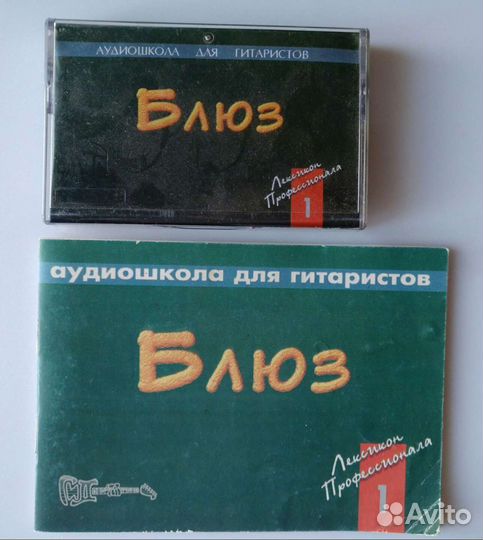 АУДИОШКОЛА ДЛЯ ГИТАРИСТОВ
БЛЮЗ
Лексикон
Профессионала
1
аудиошкола для гитаристов
БЛЮЗ
Лексикон
Профессионала
1
Avito